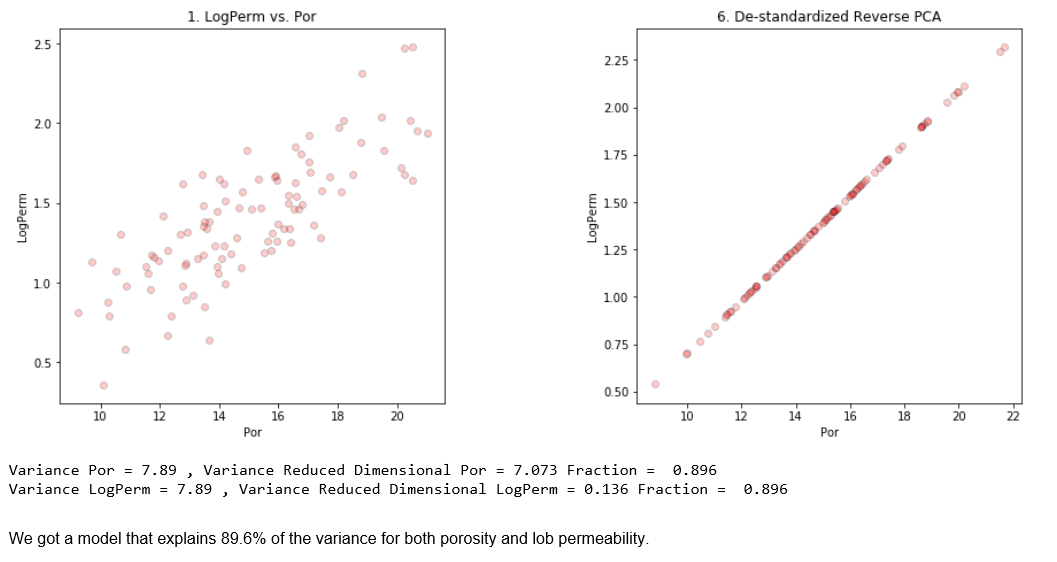 1. LogPerm vs. Por
6. De-standardized Reverse PCA
2.5
2.0
1.5
1.0
0.5
LogPerm
10 12 14 16 18 20
Por
2.25
2.00
1.75
1.50
1.25
1.00
0.75
0.50
LogPerm
10 12 14 16 18 20 22
Por
Variance Por = 7.89 , Variance Reduced Dimensional Por = 7.073 Fraction = 0.896
Variance LogPerm = 7.89 , Variance Reduced Dimensional LogPerm = 0.136 Fraction = 0.896
We got a model that explains 89.6% of the variance for both porosity and lob permeability.